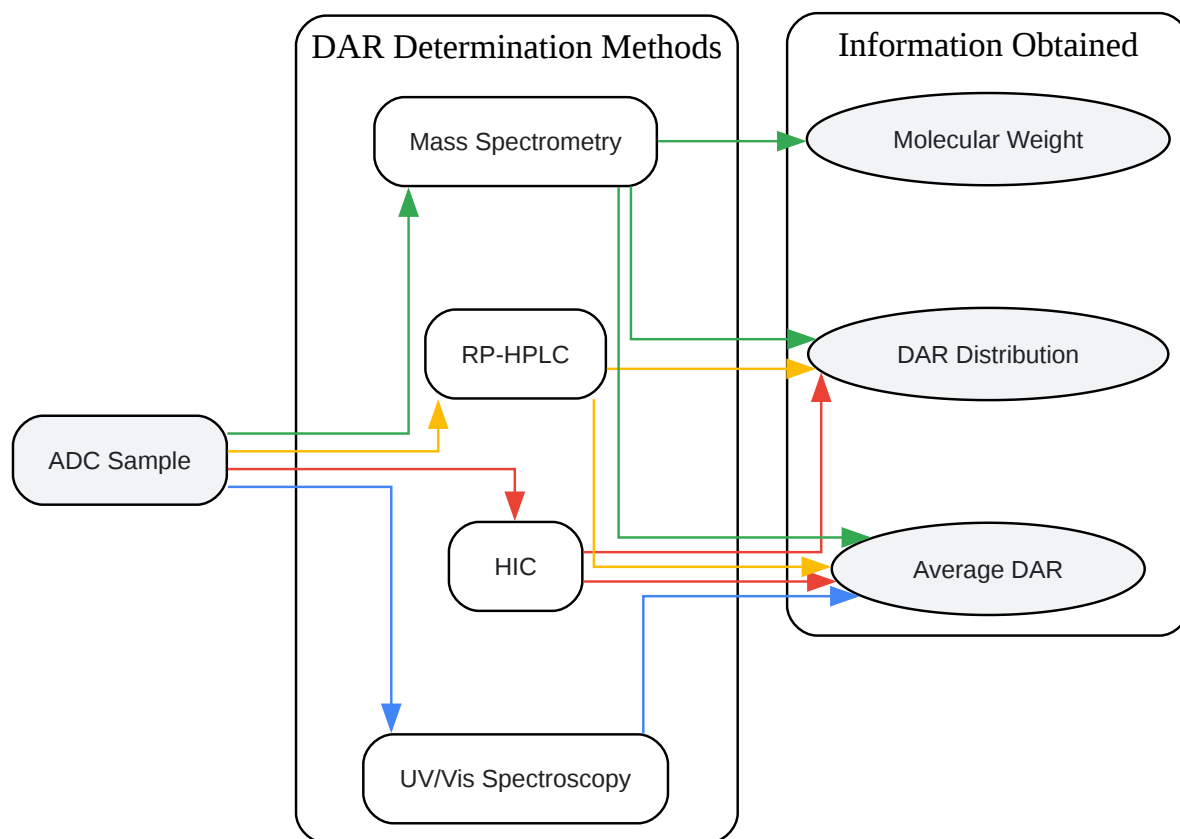 DAR Determination Methods
Information Obtained
Mass Spectrometry
Molecular Weight
RP-HPLC
DAR Distribution
ADC Sample
HIC
Average DAR
UV/Vis Spectroscopy